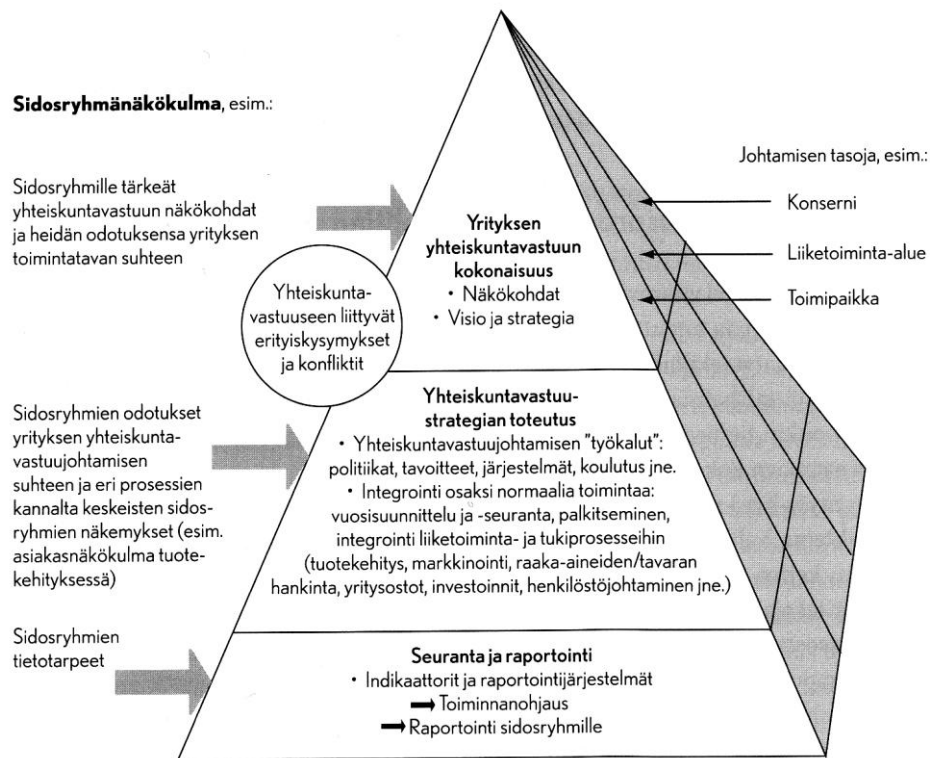 Sidosryhmänäkökulma, esim.:
Sidosryhmille tärkeät
yhteiskuntavastuun näkökohdat
ja heidän odotuksensa yrityksen
toimintatavan suhteen
Yhteiskunta-
vastuuseen liittyvät
erityiskysymykset
ja konfliktit
Sidosryhmien odotukset
yrityksen yhteiskunta-
vastuujohtamisen
suhteen ja eri prosessien
kannalta keskeisten sidos-
ryhmien näkemykset (esim.
asiakasnäkökulma tuote-
kehityksessä)
Sidosryhmien
tietotarpeet
Yrityksen
yhteiskuntavastuun
kokonaisuus
• Näkökohdat
• Visio ja strategia
Yhteiskuntavastuu-
strategian toteutus
• Yhteiskuntavastuujohtamisen "työkalut":
politiikat, tavoitteet, järjestelmät, koulutus jne.
• Integrointi osaksi normaalia toimintaa:
vuosisuunnittelu ja -seuranta, palkitseminen,
integrointi liiketoiminta- ja tukiprosesseihin
(tuotekehitys, markkinointi, raaka-aineiden/tavaran
hankinta, yritysostot, investoinnit, henkilöstöjohtaminen jne.)
Seuranta ja raportointi
• Indikaattorit ja raportointijärjestelmät
➡ Toiminnanohjaus
➡ Raportointi sidosryhmille
Johtamisen tasoja, esim.:
Konserni
Liiketoiminta-alue
Toimipaikka